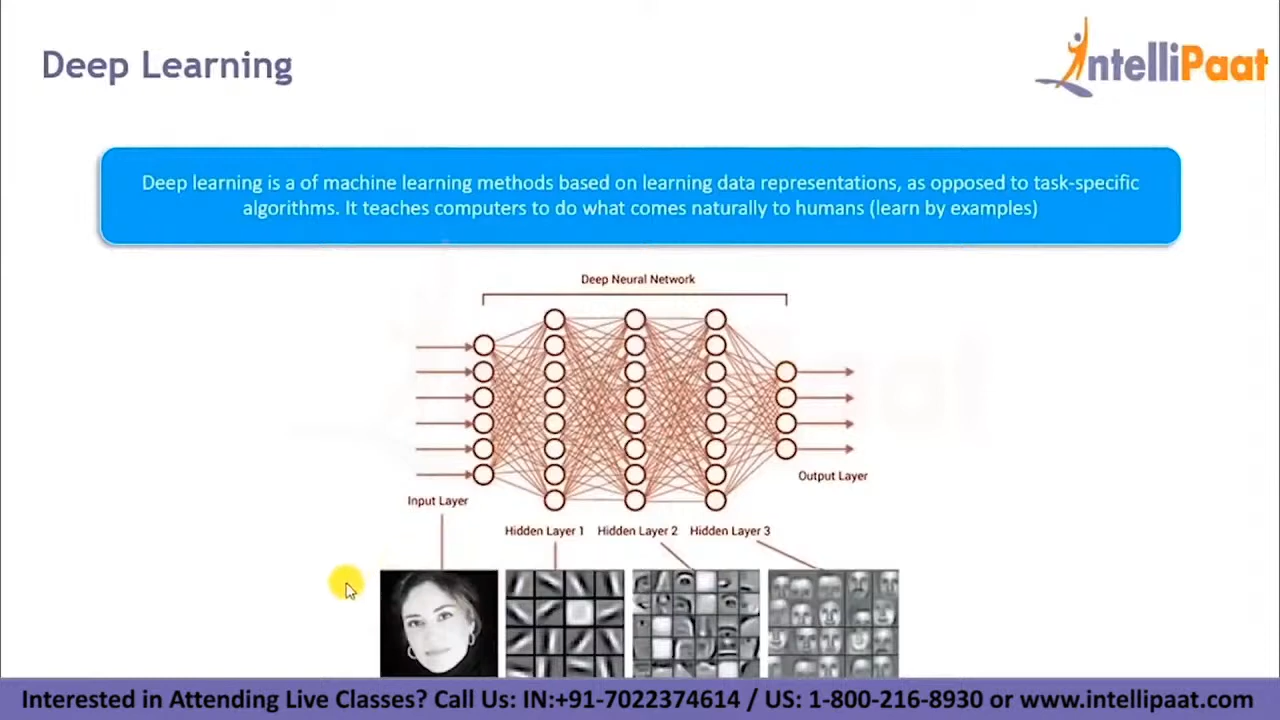 Deep Learning
IntelliPaat
Deep learning is a of machine learning methods based on learning data representations, as opposed to task-specific
algorithms. It teaches computers to do what comes naturally to humans (learn by examples)
Deep Neural Network
Output Layer
Input Layer
Hidden Layer 1 Hidden Layer 2 Hidden Layer 3
Interested in Attending Live Classes? Call Us: IN:+91-7022374614 / US: 1-800-216-8930 or www.intellipaat.com